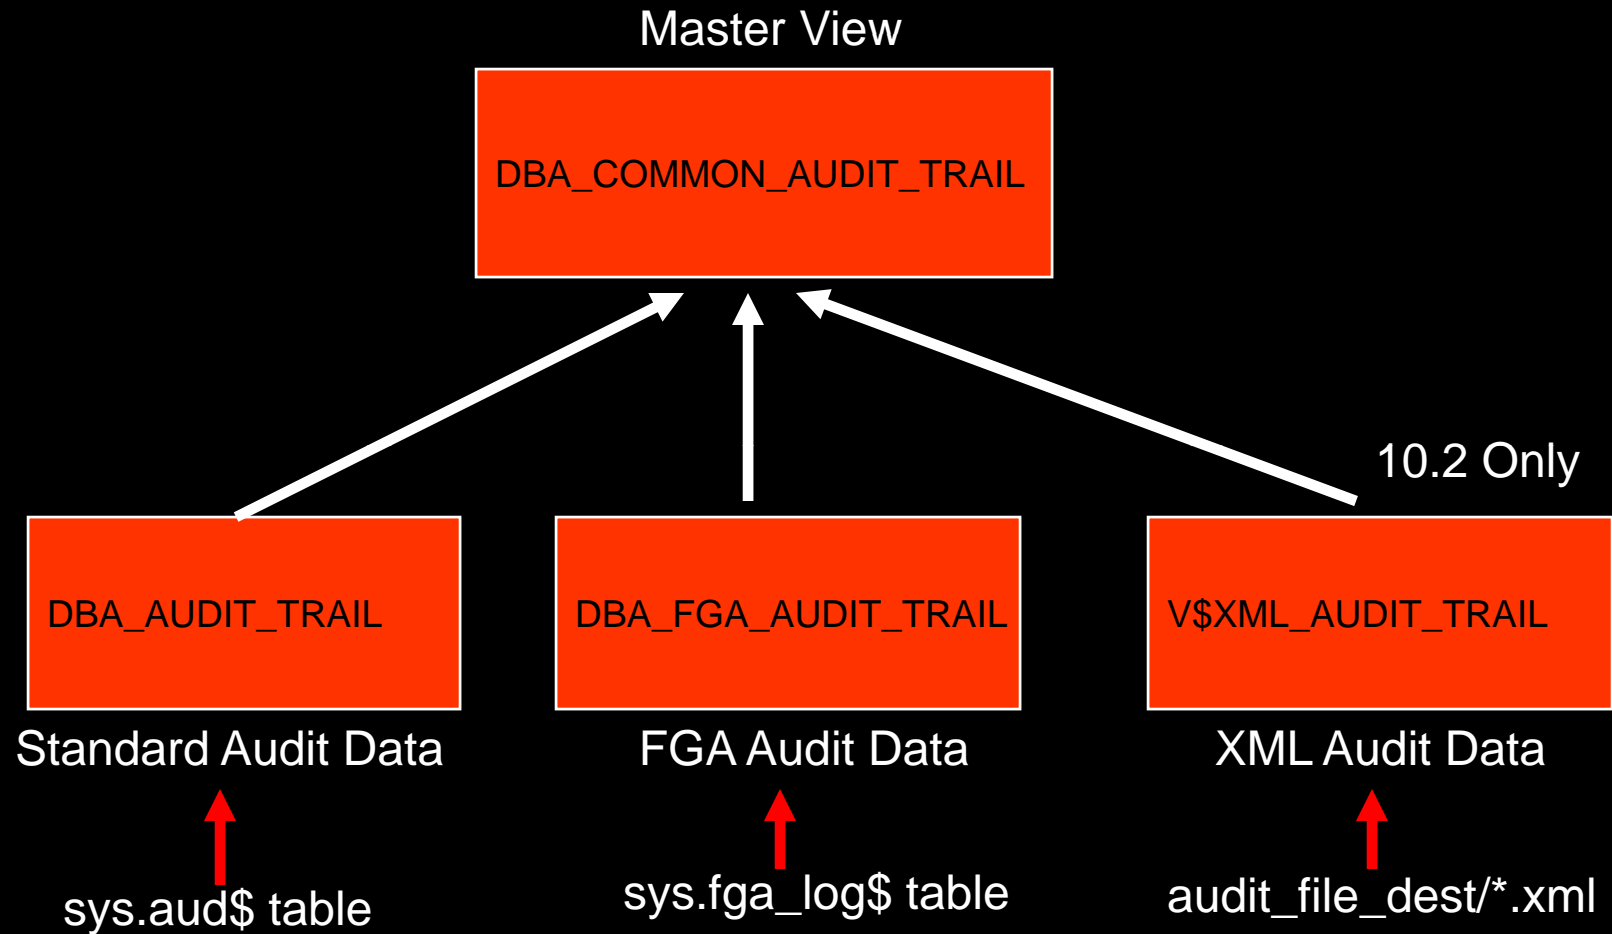 Master View
DBA_COMMON_AUDIT_TRAIL
10.2 Only
DBA_AUDIT_TRAIL
DBA_FGA_AUDIT_TRAIL
V$XML_AUDIT_TRAIL
Standard Audit Data
FGA Audit Data
XML Audit Data
sys.aud$ table
sys.fga_log$ table
audit_file_dest/*.xml